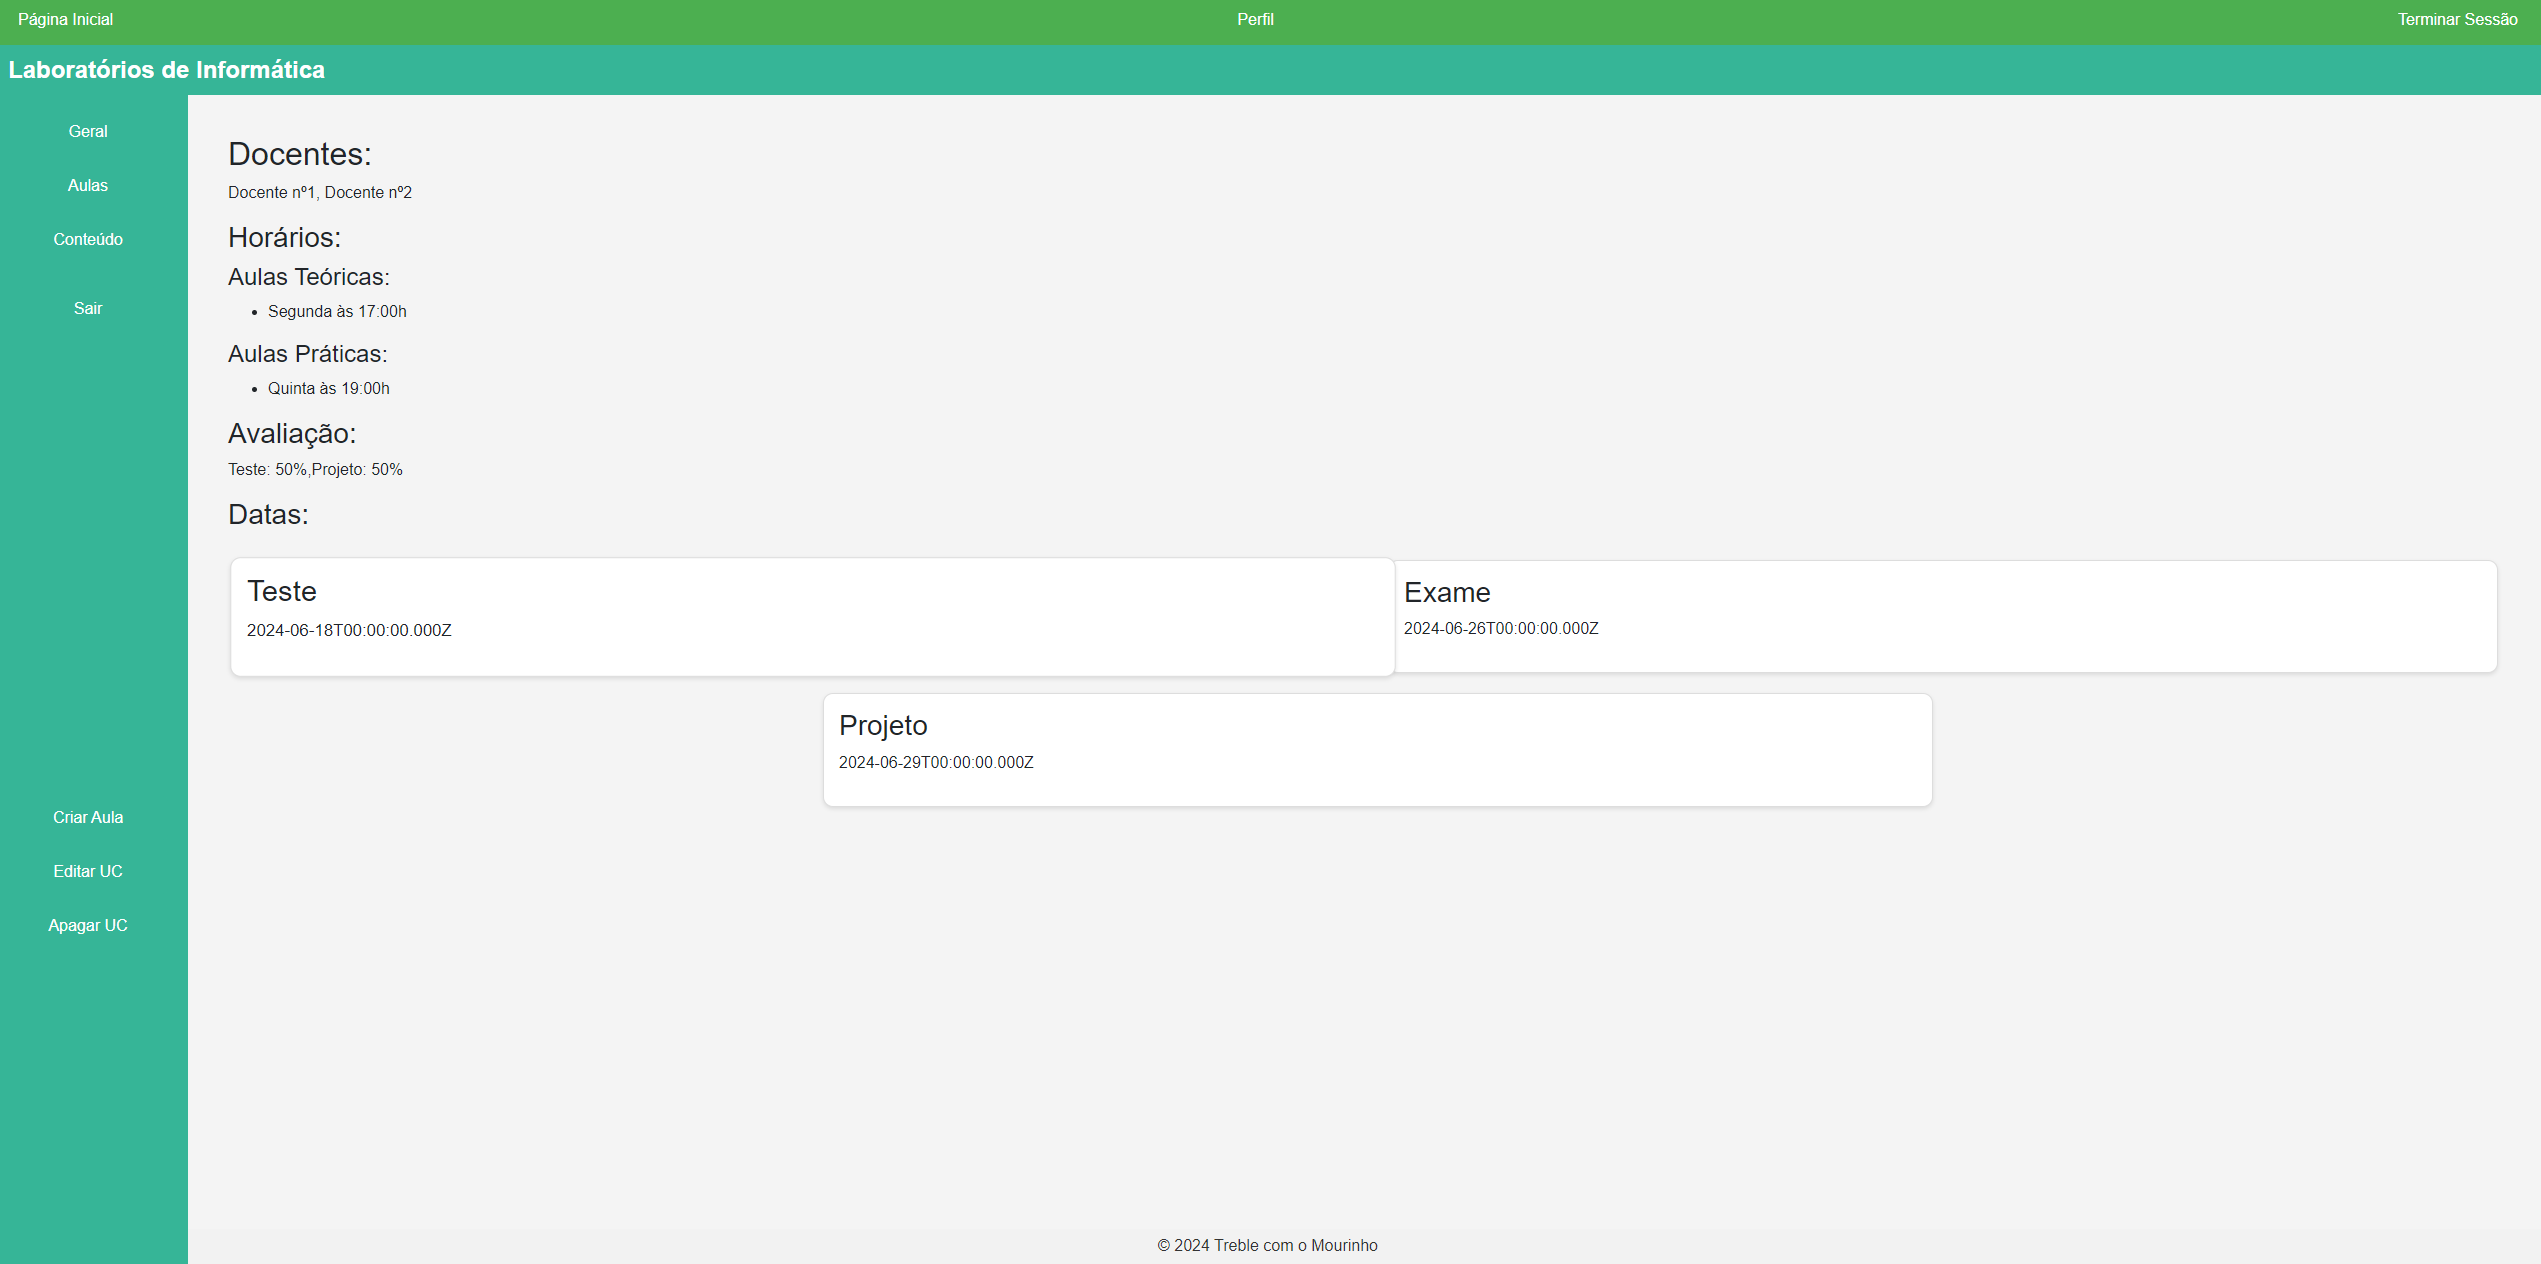 Página Inicial
Perfil
Terminar Sessão
Laboratórios de Informática
Geral
Aulas
Conteúdo
Sair
Criar Aula
Editar UC
Apagar UC
Docentes:
Docente nº1, Docente nº2
Horários:
Aulas Teóricas:
Segunda às 17:00h
Aulas Práticas:
Quinta às 19:00h
Avaliação:
Teste: 50%,Projeto: 50%
Datas:
Teste
2024-06-18T00:00:00.000Z
Exame
2024-06-26T00:00:00.000Z
Projeto
2024-06-29T00:00:00.000Z
© 2024 Treble com o Mourinho